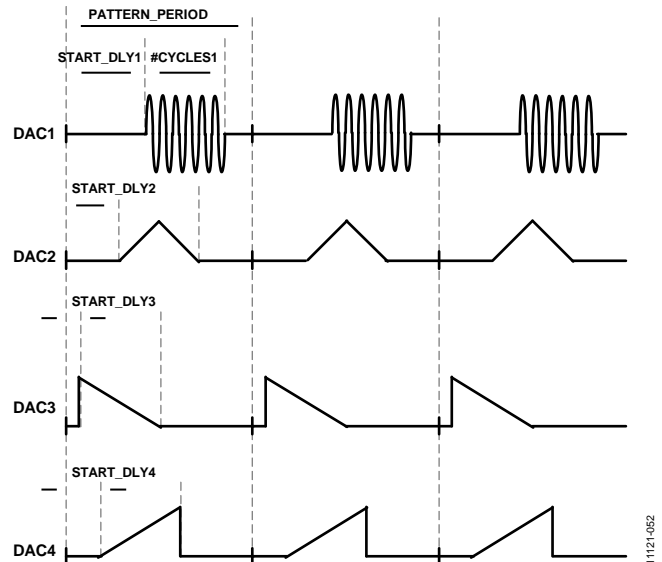 PATTERN_PERIOD
START_DLY1 #CYCLES1
DAC1
START_DLY2
DAC2
START_DLY3
DAC3
START_DLY4
DAC4
11121-052